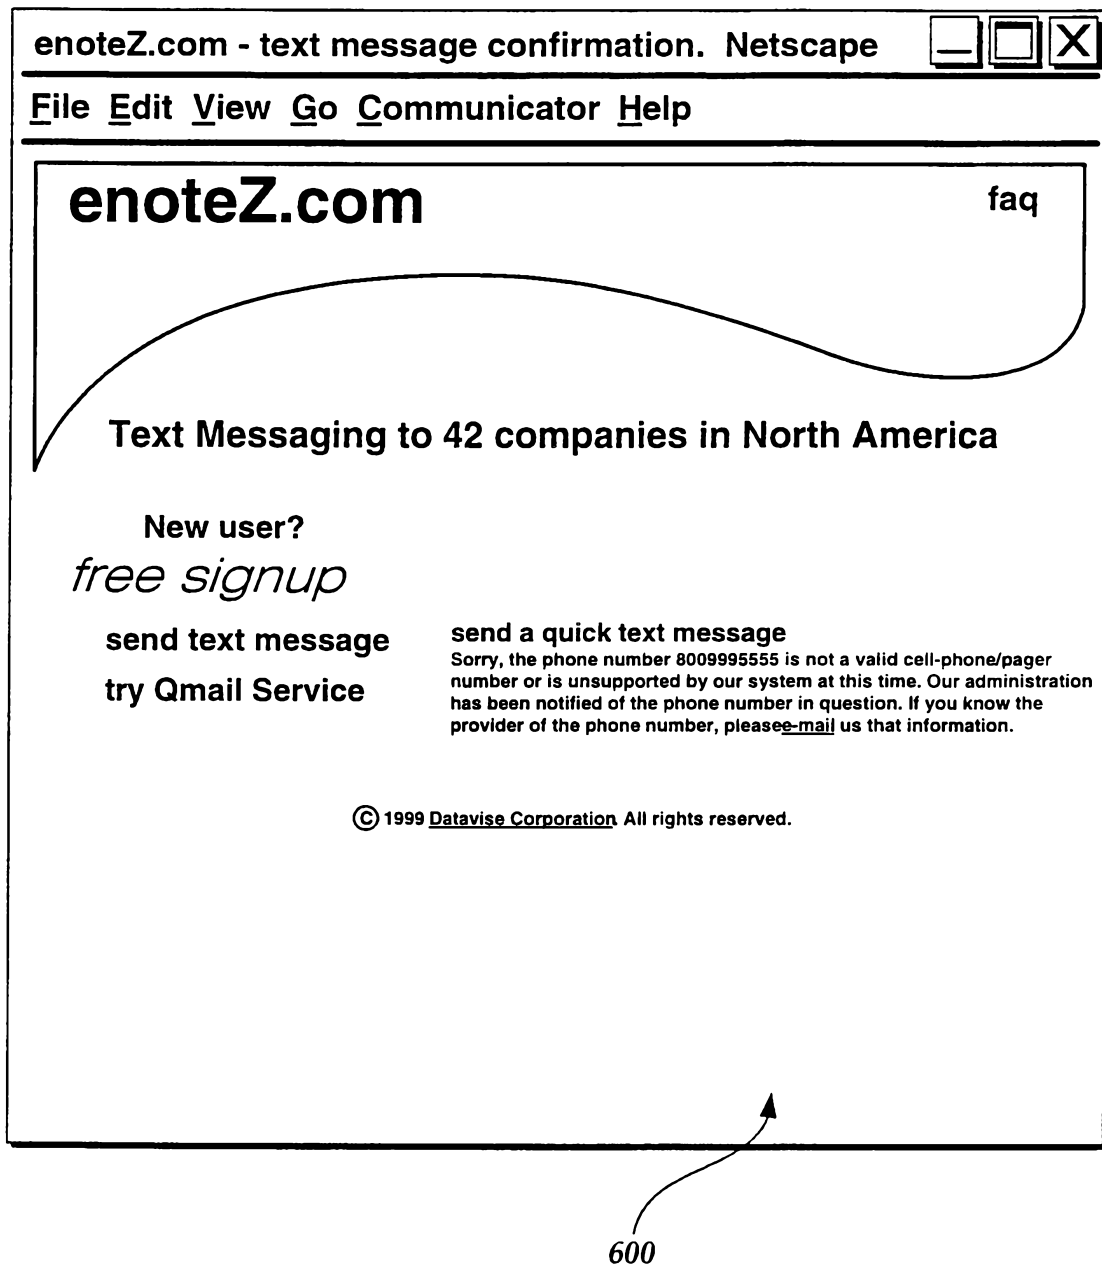 enoteZ.com - text message confirmation. Netscape
File Edit View Go Communicator Help
enoteZ.com
faq
Text Messaging to 42 companies in North America
New user?
free signup
send text message
try Qmail Service
send a quick text message
Sorry, the phone number 8009995555 is not a valid cell-phone/pager
number or is unsupported by our system at this time. Our administration
has been notified of the phone number in question. If you know the
provider of the phone number, pleasee-mail us that information.
© 1999 Datavise Corporation. All rights reserved.
600